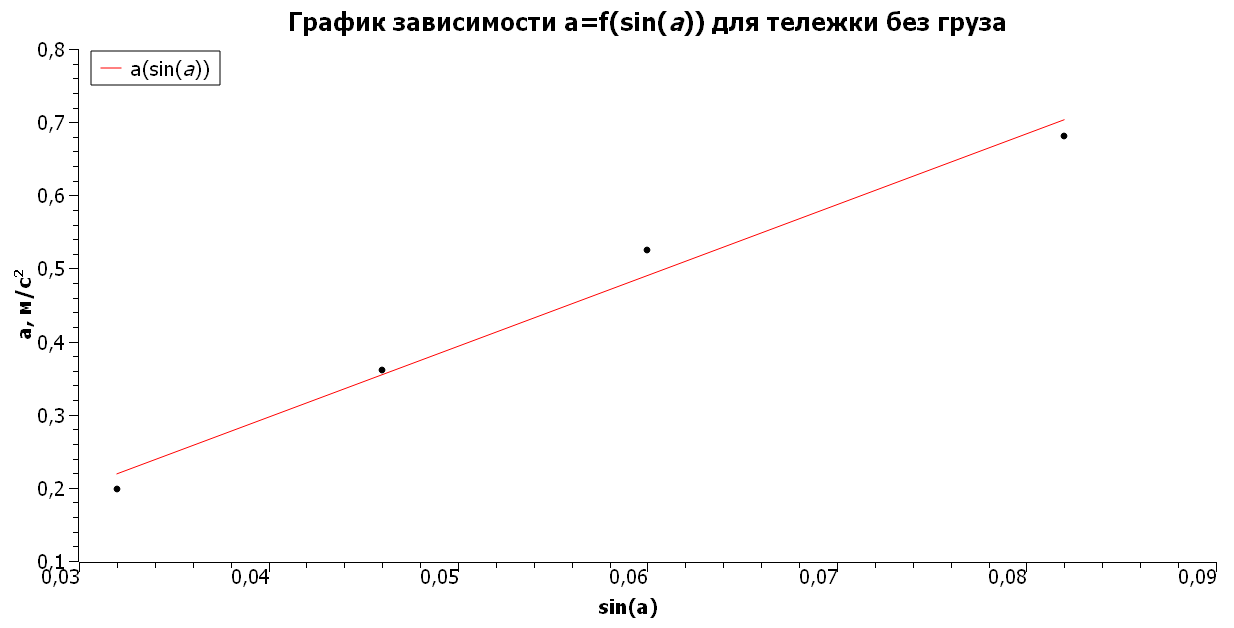 График зависимости a=f(sin(a)) для тележки без груза
a(sin(a))
0,8
0,7
0,6
0,5
0,4
0,3
0,2
0,1
a, м/с²
0,03 0,04 0,05 0,06 0,07 0,08 0,09
sin(a)